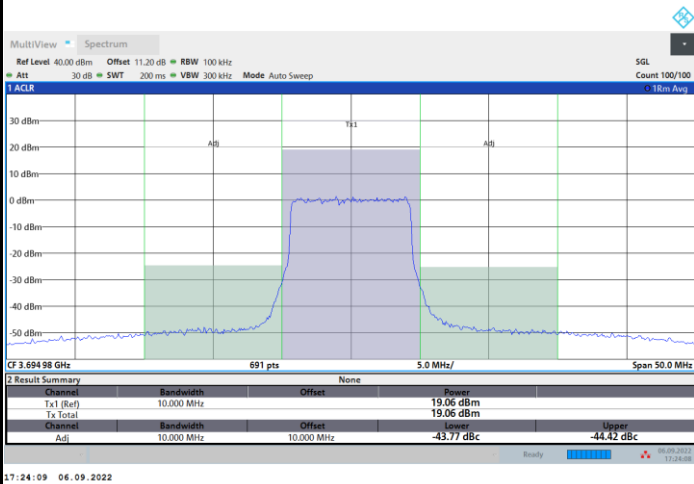 MultiView Spectrum
Ref Level 40.00 dBm Offset 11.20 dB RBW 100 kHz SGL
Att 30 dB SWT 200 ms VBW 300 kHz Mode Auto Sweep Count 100/100
1 ACLR 1Rm Avg
30 dBm
Tx1
20 dBm Adj Adj
10 dBm
0 dBm
-10 dBm
-20 dBm
-30 dBm
-40 dBm
-50 dBm
CF 3.694 98 GHz 691 pts 5.0 MHz/ Span 50.0 MHz
2 Result Summary None
Channel Bandwidth Offset Power
Tx1 (Ref) 10.000 MHz 19.06 dBm
Tx Total 19.06 dBm
Channel Bandwidth Offset Lower Upper
Adj 10.000 MHz 10.000 MHz -43.77 dBc -44.42 dBc
Ready 06.09.2022
17:24:08
17:24:09 06.09.2022